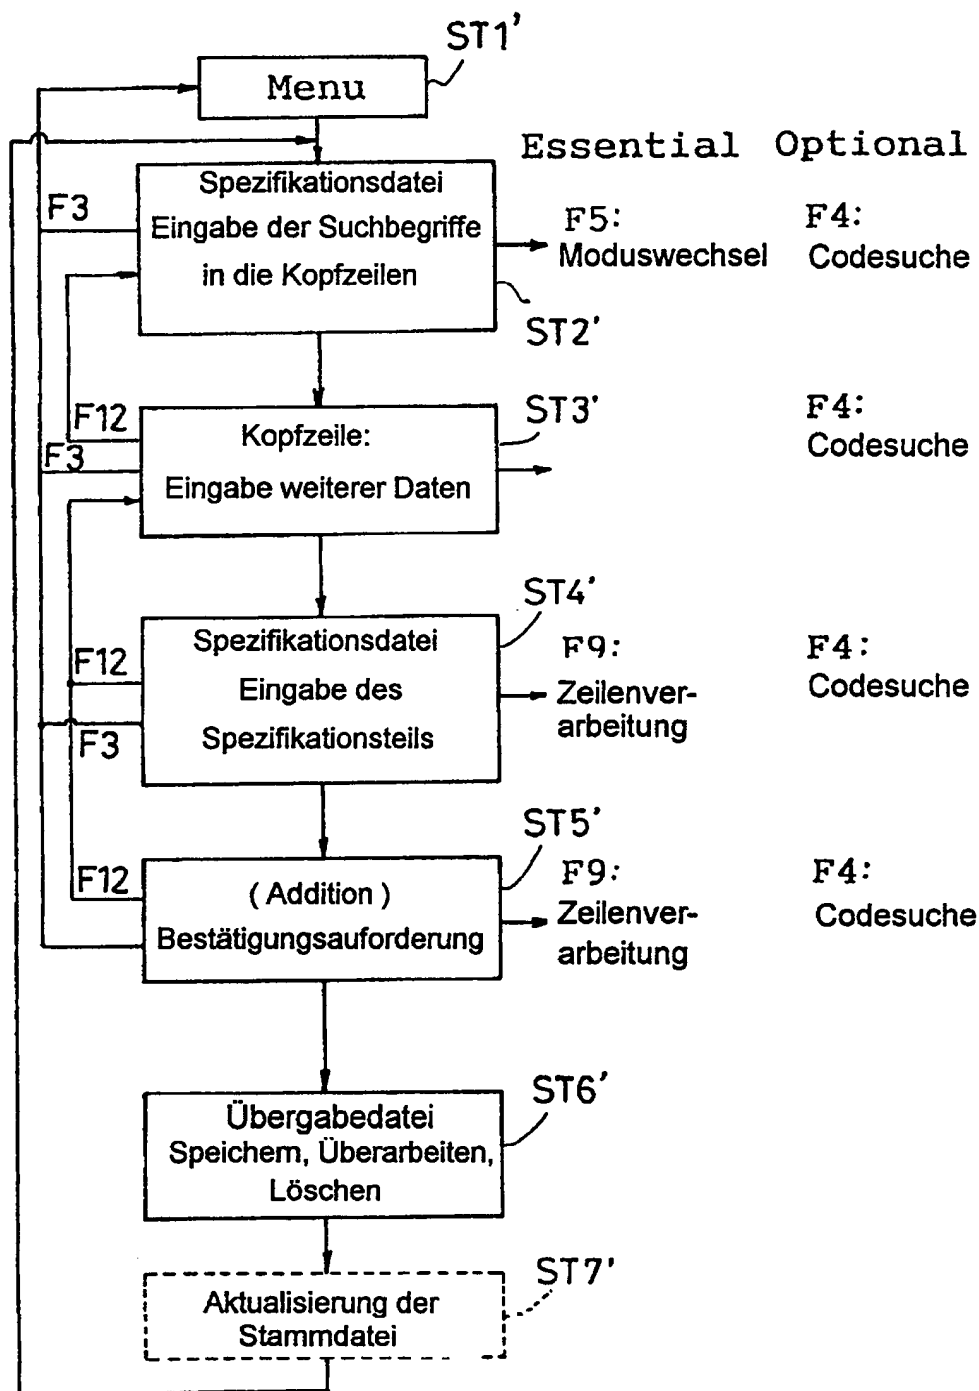 ST1'
Menu
Essential Optional
Spezifikationsdatei
Eingabe der Suchbegriffe
in die Kopfzeilen
F3
F5:
Moduswechsel
F4:
Codesuche
ST2'
F12
F3
Kopfzeile:
Eingabe weiterer Daten
ST3'
F4:
Codesuche
ST4'
F12
F3
Spezifikationsdatei
Eingabe des
Spezifikationsteils
F9:
Zeilenver-
arbeitung
F4:
Codesuche
ST5'
F12
( Addition )
Bestätigungsaufforderung
F9:
Zeilenver-
arbeitung
F4:
Codesuche
ST6'
Übergabedatei
Speichern, Überarbeiten,
Löschen
ST7'
Aktualisierung der
Stammdatei